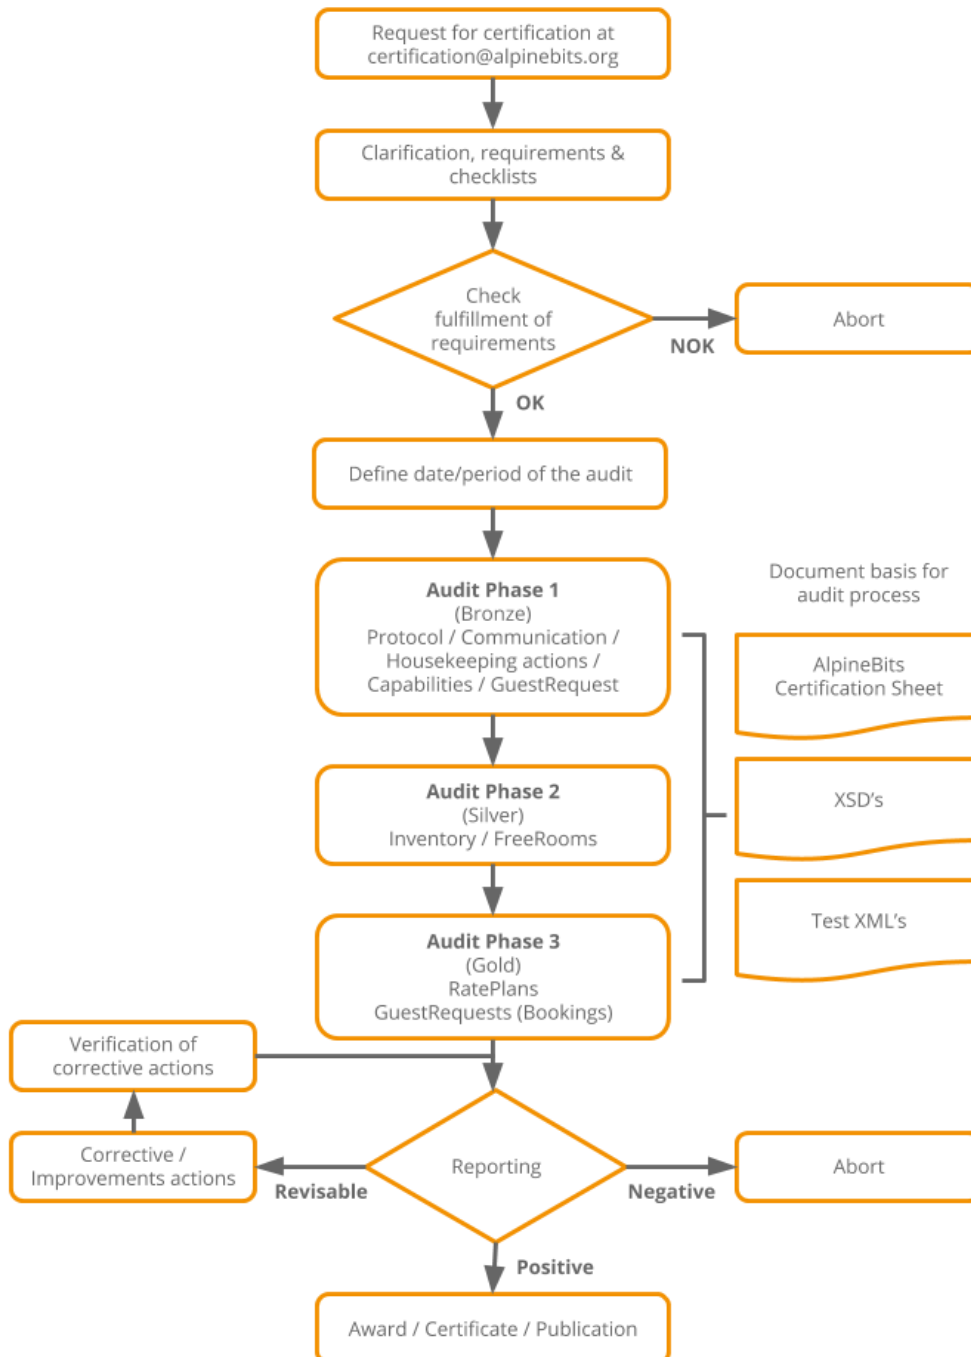 Request for certification at
certification@alpinebits.org
Clarification, requirements &
checklists
Check
fulfillment of
requirements
NOK
Abort
OK
Define date/period of the audit
Audit Phase 1
(Bronze)
Protocol / Communication /
Housekeeping actions /
Capabilities / GuestRequest
Document basis for
audit process
AlpineBits
Certification Sheet
XSD's
Test XML's
Audit Phase 2
(Silver)
Inventory / FreeRooms
Audit Phase 3
(Gold)
RatePlans
GuestRequests (Bookings)
Verification of
corrective actions
Corrective /
Improvements actions
Revisable
Reporting
Negative
Abort
Positive
Award / Certificate / Publication